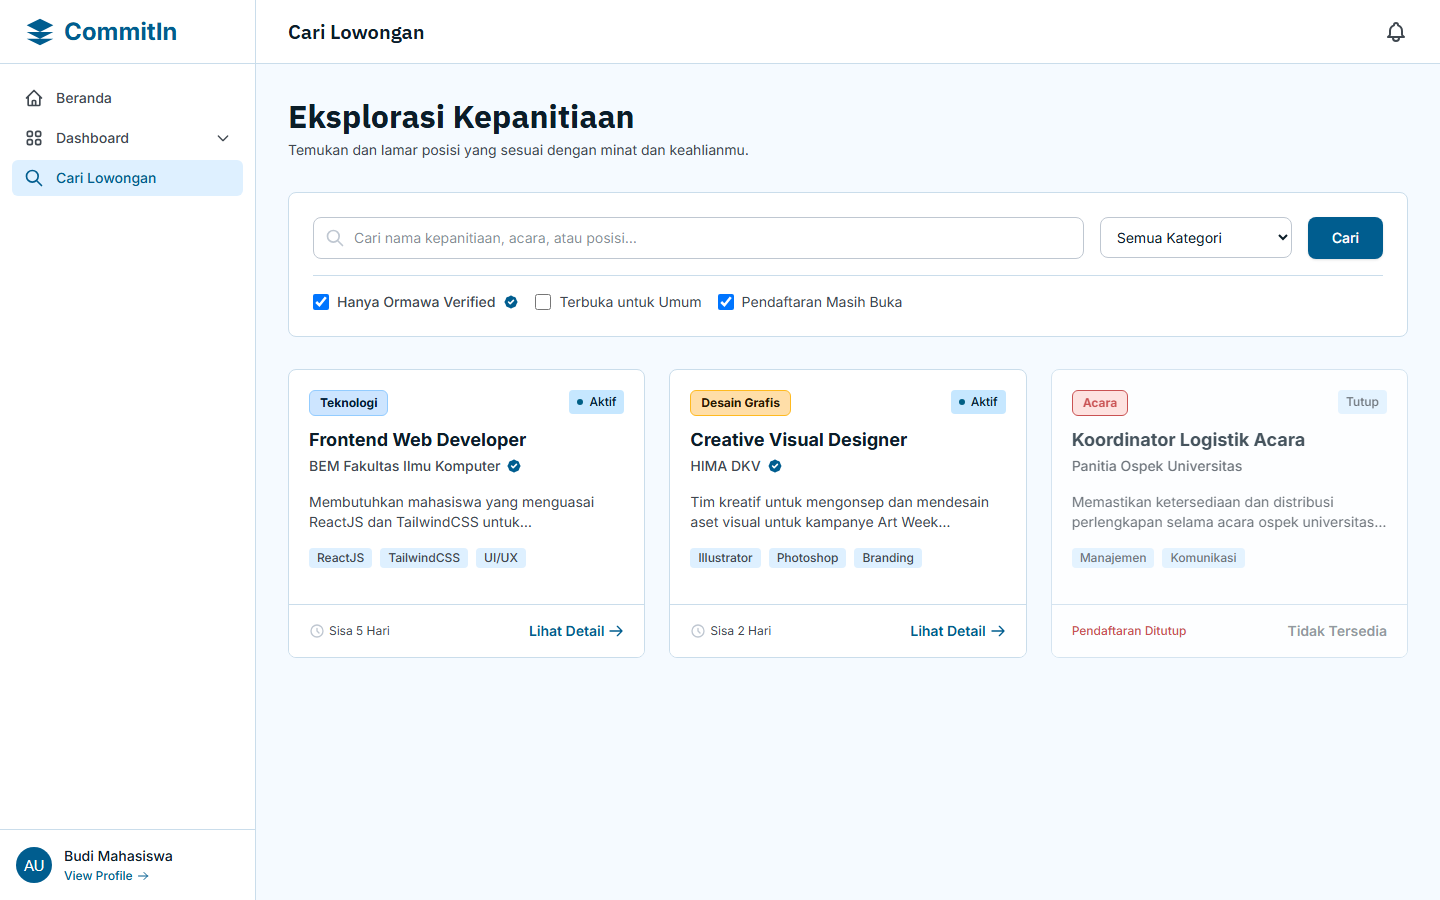 CommitIn
Cari Lowongan
Beranda
Dashboard
Cari Lowongan
Eksplorasi Kepanitiaan
Temukan dan lamar posisi yang sesuai dengan minat dan keahlianmu.
Cari nama kepanitiaan, acara, atau posisi...
Semua Kategori
Cari
Hanya Ormawa Verified
Terbuka untuk Umum
Pendaftaran Masih Buka
Teknologi
Aktif
Frontend Web Developer
BEM Fakultas Ilmu Komputer
Membutuhkan mahasiswa yang menguasai
ReactJS dan TailwindCSS untuk...
ReactJS
TailwindCSS
UI/UX
Sisa 5 Hari
Lihat Detail
Desain Grafis
Aktif
Creative Visual Designer
HIMA DKV
Tim kreatif untuk mengonsep dan mendesain
aset visual untuk kampanye Art Week...
Illustrator
Photoshop
Branding
Sisa 2 Hari
Lihat Detail
Acara
Tutup
Koordinator Logistik Acara
Panitia Ospek Universitas
Memastikan ketersediaan dan distribusi
perlengkapan selama acara ospek universitas...
Manajemen
Komunikasi
Pendaftaran Ditutup
Tidak Tersedia
AU
Budi Mahasiswa
View Profile